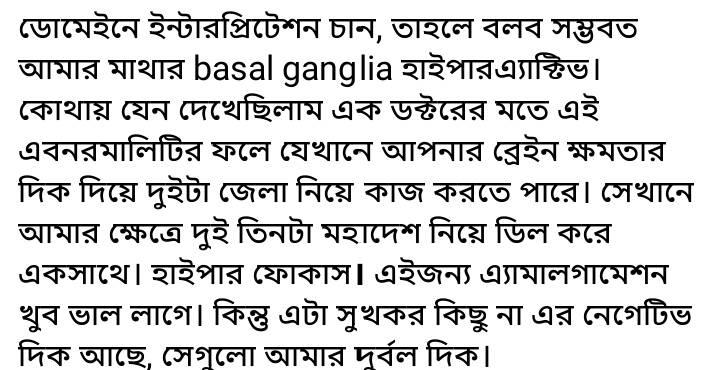 ডোমেইনে ইন্টারপ্রিটেশন চান, তাহলে বলব সম্ভবত
আমার মাথার basal ganglia হাইপারএ্যাক্টিভ।
কোথায় যেন দেখেছিলাম এক ডক্টরের মতে এই
এবনরমালিটির ফলে যেখানে আপনার ব্রেইন ক্ষমতার
দিক দিয়ে দুইটা জেলা নিয়ে কাজ করতে পারে। সেখানে
আমার ক্ষেত্রে দুই তিনটা মহাদেশ নিয়ে ডিল করে
একসাথে। হাইপার ফোকাস। এইজন্য এ্যামালগামেশন
খুব ভাল লাগে। কিন্তু এটা সুখকর কিছু না এর নেগেটিভ
দিক আছে, সেগুলো আমার দুর্বল দিক।